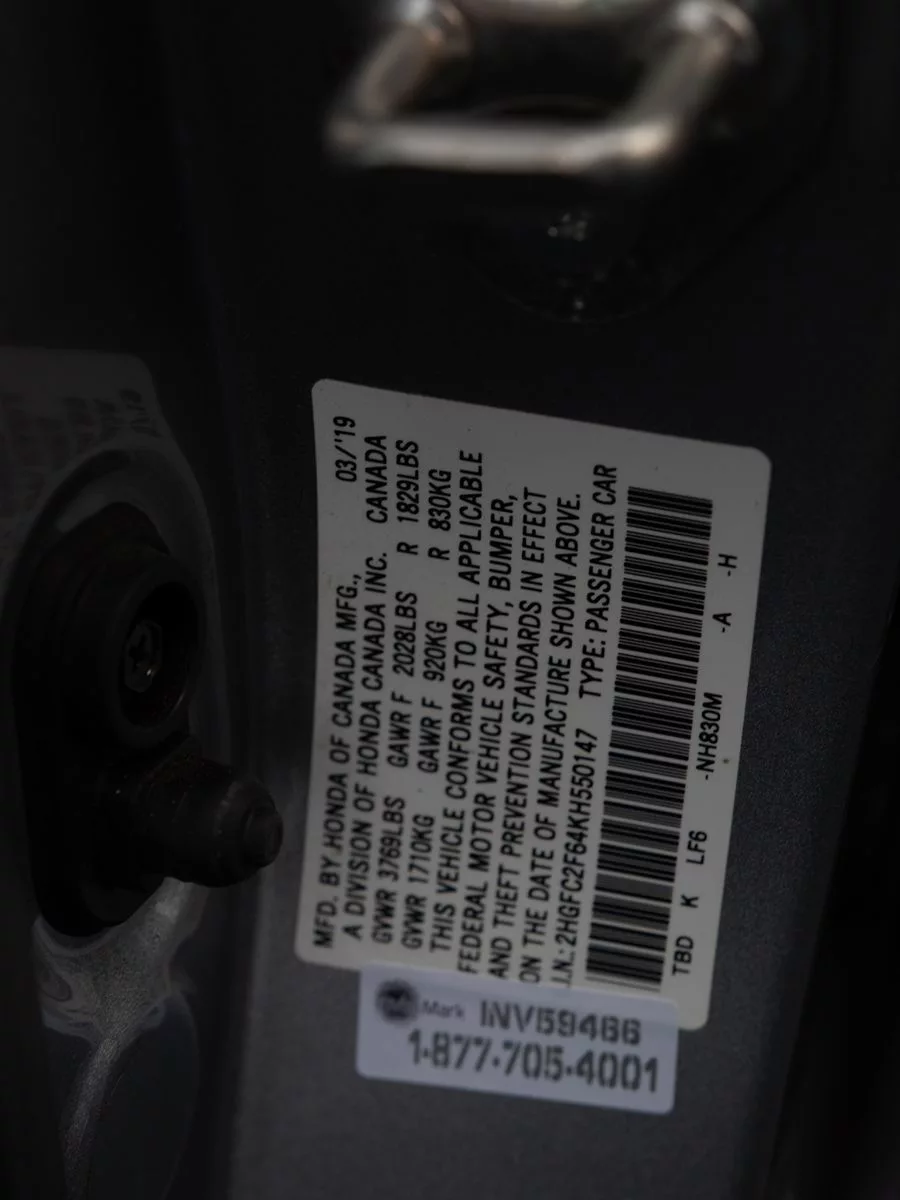 MFD. BY HONDA OF CANADA MFG., 03/'19
A DIVISION OF HONDA CANADA INC. CANADA
GVWR 3769LBS GAWR F 2028LBS R 1829LBS
GVWR 1710KG GAWR F 920KG R 830KG
THIS VEHICLE CONFORMS TO ALL APPLICABLE
FEDERAL MOTOR VEHICLE SAFETY, BUMPER,
AND THEFT PREVENTION STANDARDS IN EFFECT
ON THE DATE OF MANUFACTURE SHOWN ABOVE.
I.N.: 2HGFC2F64KH550147 TYPE: PASSENGER CAR
TBD K LF6 -NH830M -A -H
Mark INV59466
1-877-705-4001